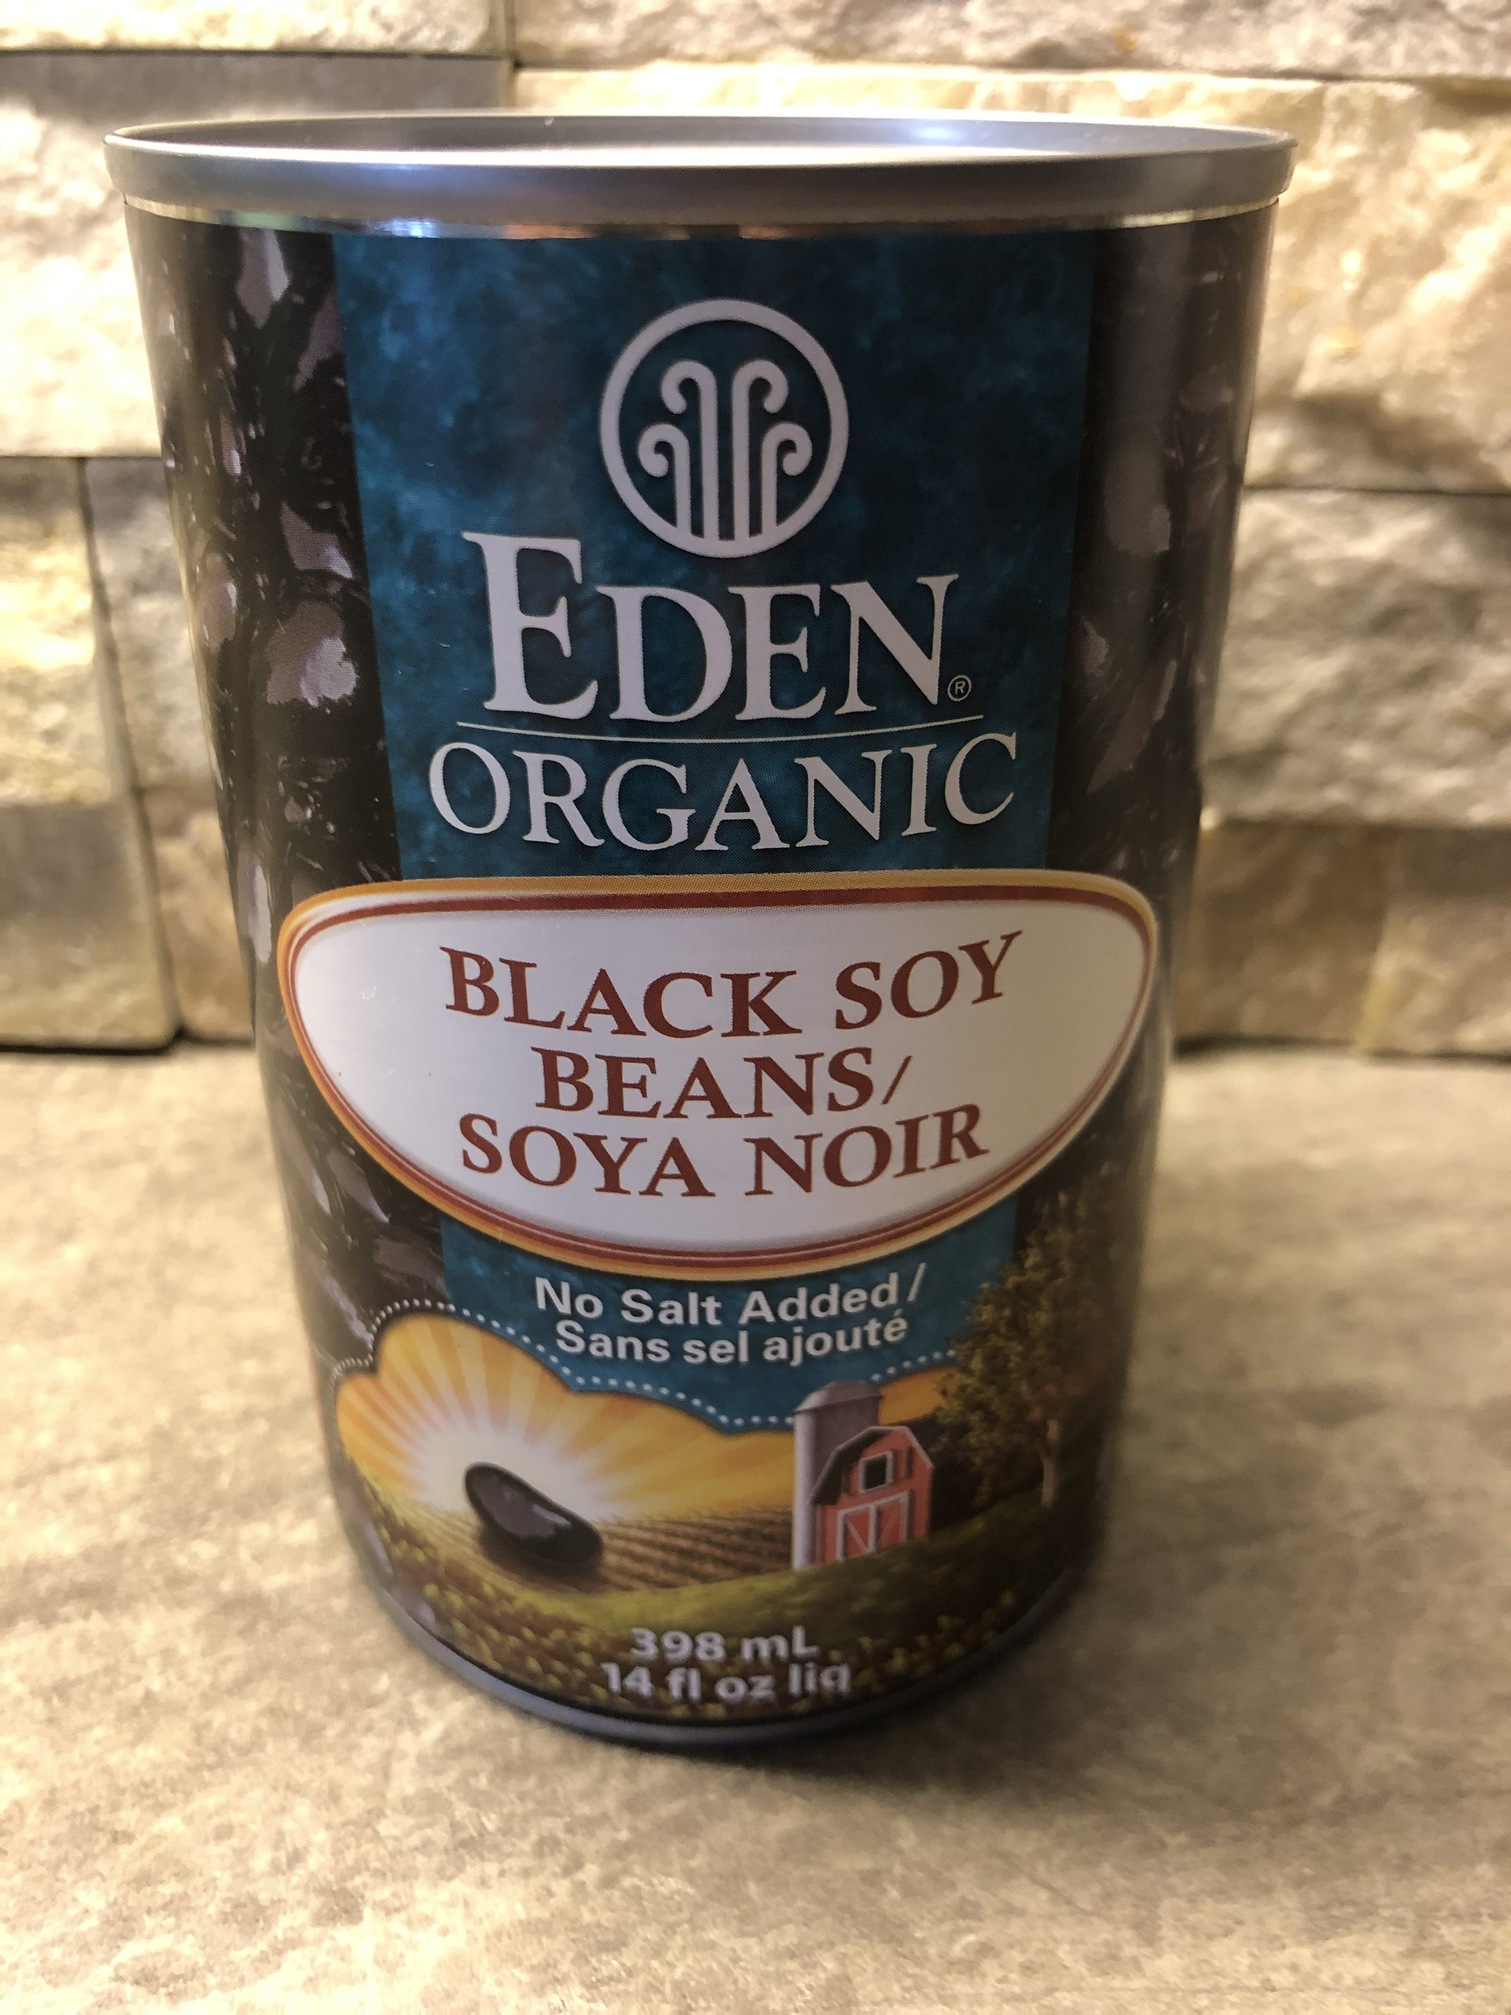 EDEN®
ORGANIC
BLACK SOY
BEANS/
SOYA NOIR
No Salt Added/
Sans sel ajouté
398 mL
14 fl oz liq